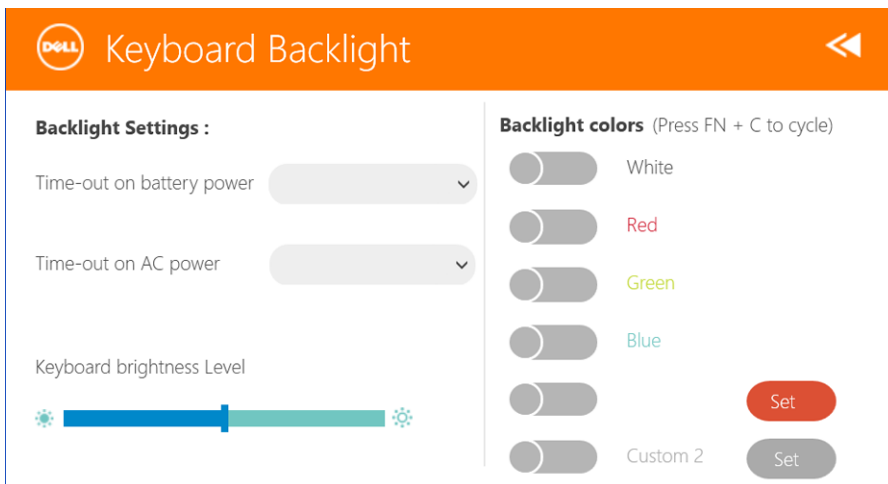 DELL Keyboard Backlight
Backlight Settings :
Time-out on battery power
Time-out on AC power
Keyboard brightness Level
Backlight colors (Press FN + C to cycle)
White
Red
Green
Blue
Set
Custom 2 Set